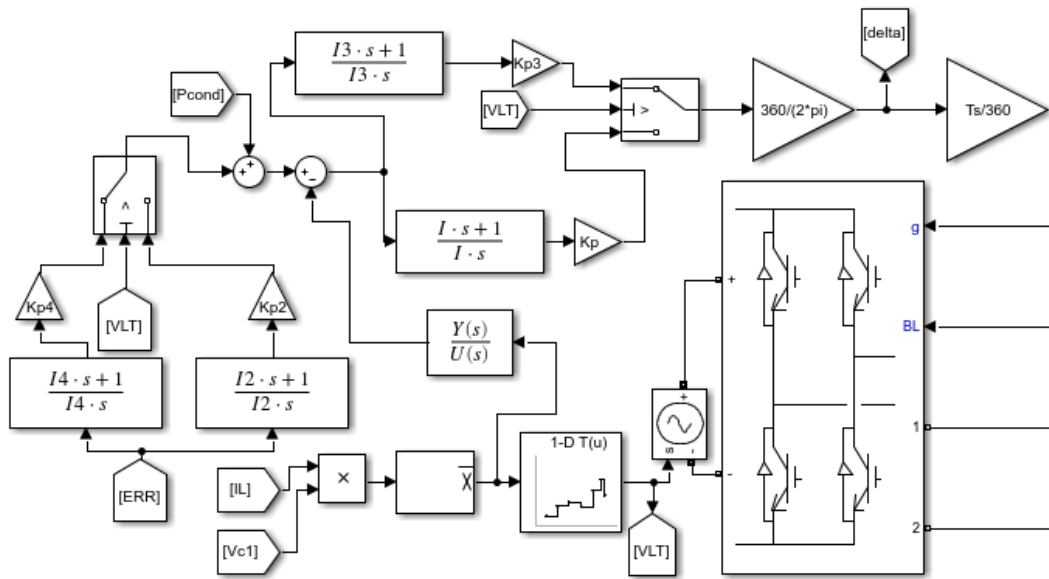 [delta]
I3 · s + 1
I3 · s
Kp3
[Pcond]
[VLT]
>
360/(2*pi)
Ts/360
+
+
+
−
>
I · s + 1
I · s
Kp
g
+
BL
Kp4
[VLT]
Kp2
Y(s)
U(s)
I4 · s + 1
I4 · s
I2 · s + 1
I2 · s
+
s
-
1
1-D T(u)
[IL]
×
X
-
[ERR]
[Vc1]
[VLT]
2